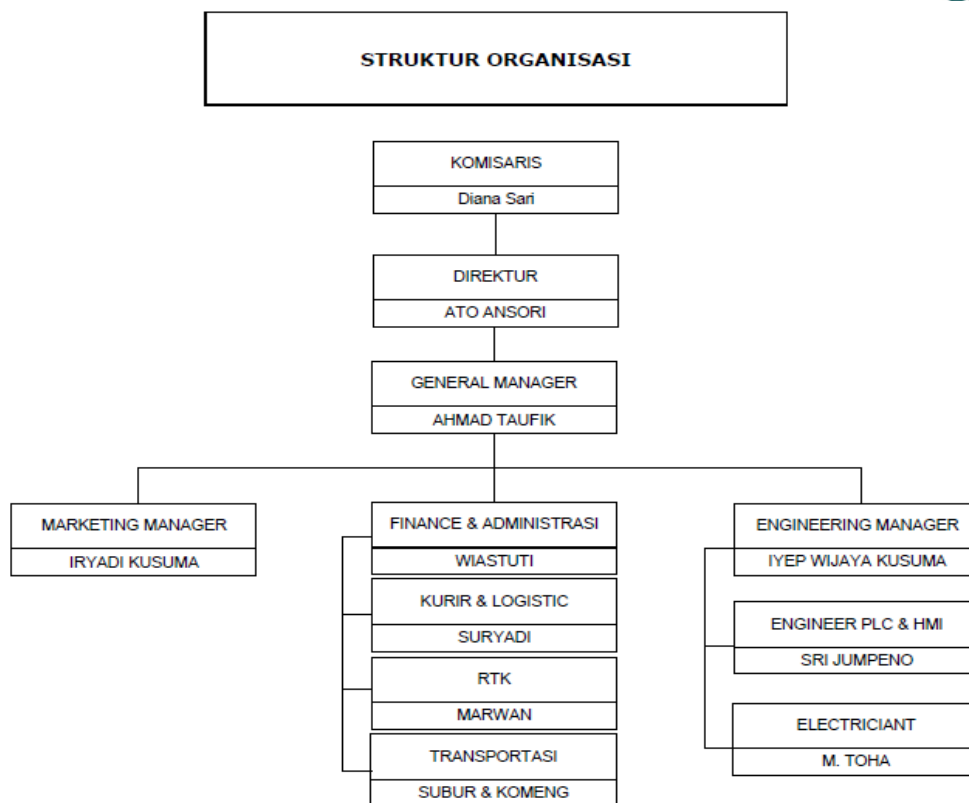 STRUKTUR ORGANISASI
KOMISARIS
Diana Sari
DIREKTUR
ATO ANSORI
GENERAL MANAGER
AHMAD TAUFIK
MARKETING MANAGER
IRYADI KUSUMA
FINANCE & ADMINISTRASI
WIASTUTI
KURIR & LOGISTIC
SURYADI
RTK
MARWAN
TRANSPORTASI
SUBUR & KOMENG
ENGINEERING MANAGER
IYEP WIJAYA KUSUMA
ENGINEER PLC & HMI
SRI JUMPENO
ELECTRICIANT
M. TOHA